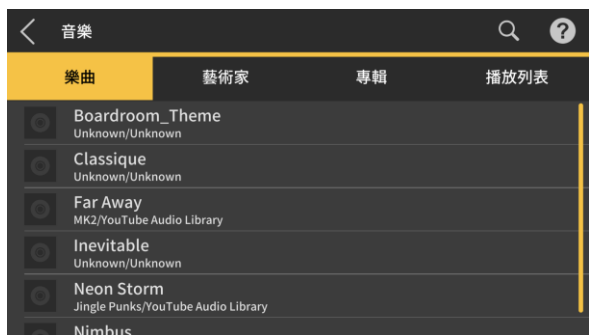 音樂
?
樂曲 藝術家 專輯 播放列表
Boardroom_Theme
Unknown/Unknown
Classique
Unknown/Unknown
Far Away
MK2/YouTube Audio Library
Inevitable
Unknown/Unknown
Neon Storm
Jingle Punks/YouTube Audio Library
Nimbus